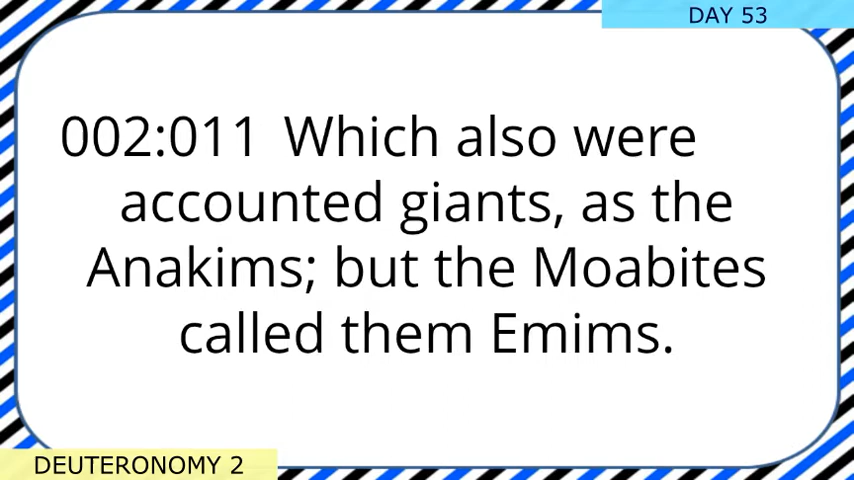 DAY 53
002:011 Which also were
accounted giants, as the
Anakims; but the Moabites
called them Emims.
DEUTERONOMY 2